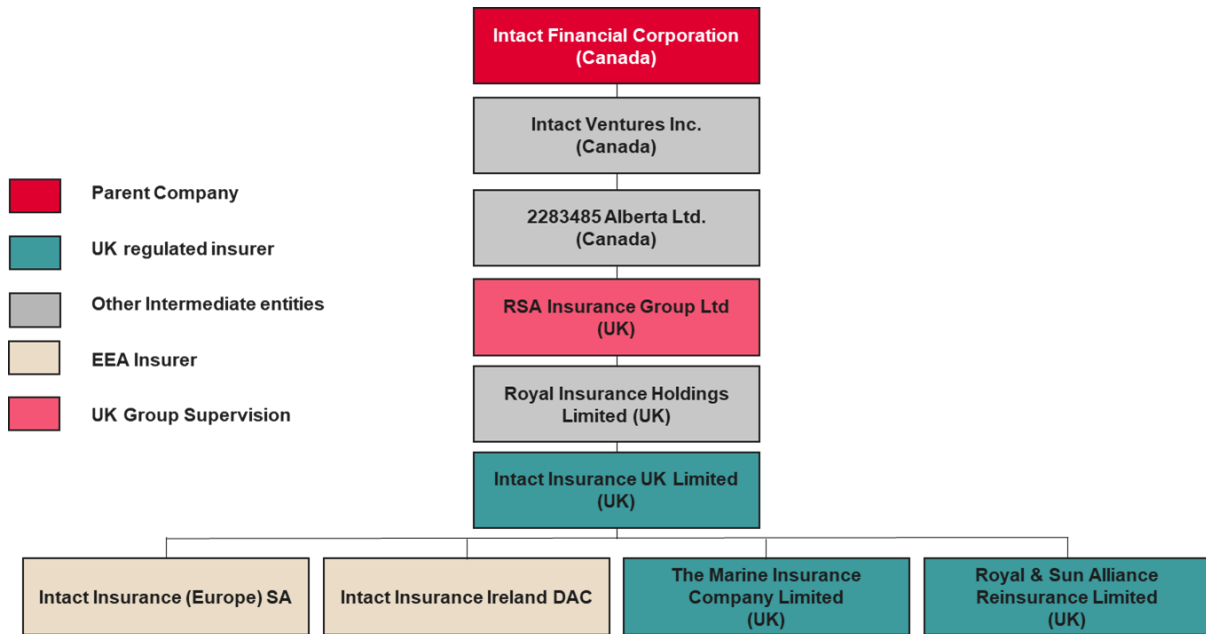 Intact Financial Corporation
(Canada)
Intact Ventures Inc.
(Canada)
2283485 Alberta Ltd.
(Canada)
RSA Insurance Group Ltd
(UK)
Royal Insurance Holdings
Limited (UK)
Intact Insurance UK Limited
(UK)
Intact Insurance (Europe) SA
Intact Insurance Ireland DAC
The Marine Insurance
Company Limited
(UK)
Royal & Sun Alliance
Reinsurance Limited
(UK)
Parent Company
UK regulated insurer
Other Intermediate entities
EEA Insurer
UK Group Supervision